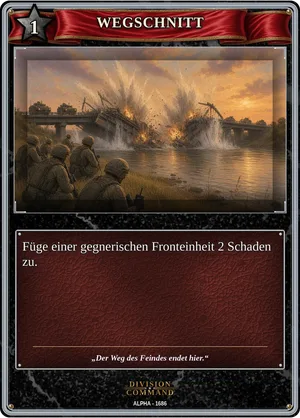 1
WEGSCHNITT
Füge einer gegnerischen Fronteinheit 2 Schaden
zu.
„Der Weg des Feindes endet hier.“
DIVISION
COMMAND
ALPHA - 1686